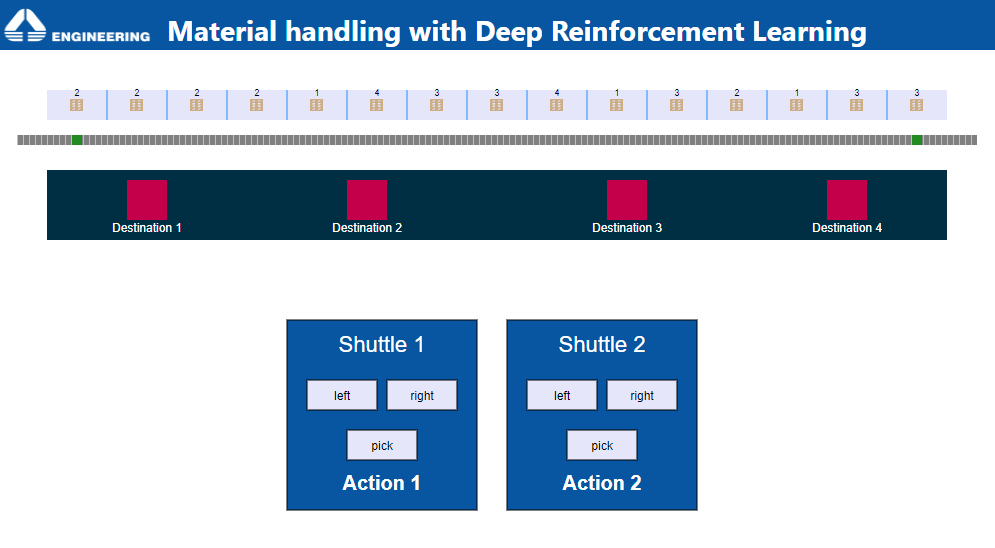 ENGINEERING Material handling with Deep Reinforcement Learning
2 2 2 2 1 4 3 3 4 1 3 2 1 3 3
Destination 1 Destination 2 Destination 3 Destination 4
Shuttle 1 Shuttle 2
left right left right
pick pick
Action 1 Action 2